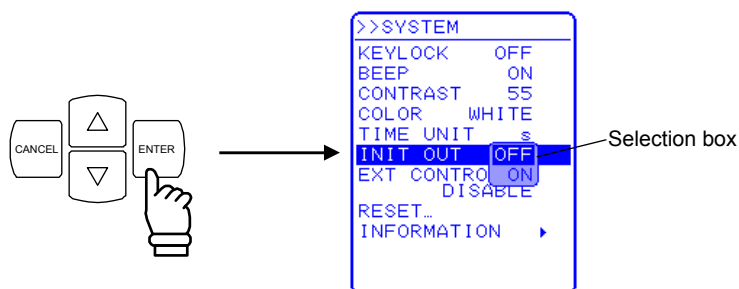 CANCEL
ENTER
>>SYSTEM
KEYLOCK OFF
BEEP ON
CONTRAST 55
COLOR WHITE
TIME UNIT s
INIT OUT OFF
EXT CONTRO ON
DISABLE
RESET…
INFORMATION
Selection box